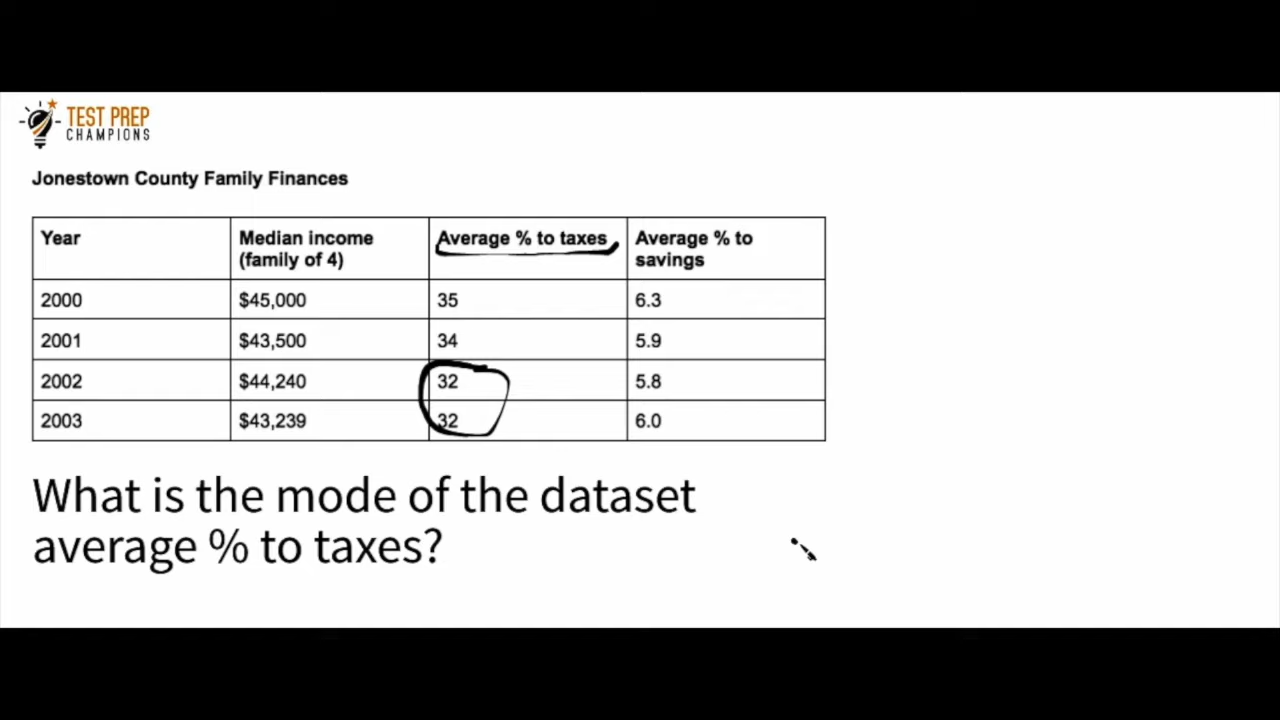 TEST PREP
CHAMPIONS
Jonestown County Family Finances
Year Median income (family of 4) Average % to taxes Average % to savings
2000 $45,000 35 6.3
2001 $43,500 34 5.9
2002 $44,240 32 5.8
2003 $43,239 32 6.0
What is the mode of the dataset
average % to taxes?